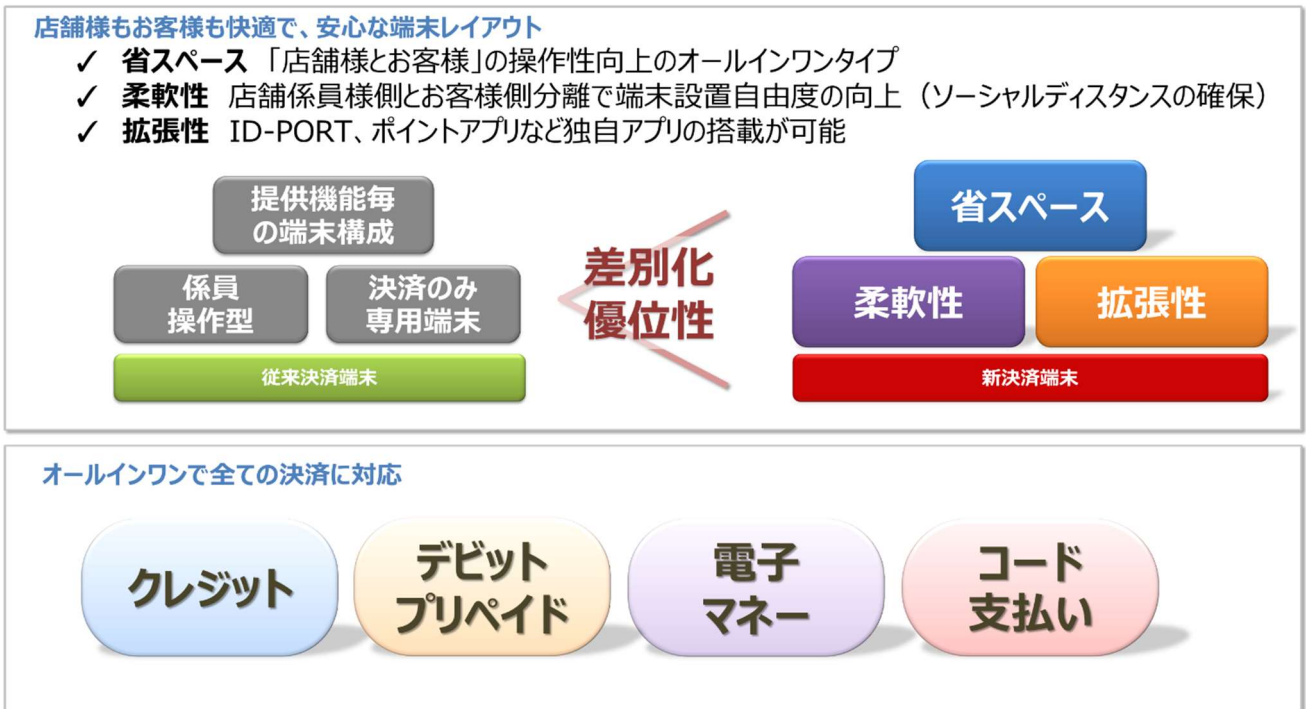 店舗様もお客様も快適で、安心な端末レイアウト
✓ 省スペース 「店舗様とお客様」の操作性向上のオールインワンタイプ
✓ 柔軟性 店舗係員様側とお客様側分離で端末設置自由度の向上 （ソーシャルディスタンスの確保）
✓ 拡張性 ID-PORT、ポイントアプリなど独自アプリの搭載が可能
提供機能毎
の端末構成
係員
操作型
決済のみ
専用端末
従来決済端末
差別化
優位性
省スペース
柔軟性
拡張性
新決済端末
オールインワンで全ての決済に対応
クレジット
デビット
プリペイド
電子
マネー
コード
支払い